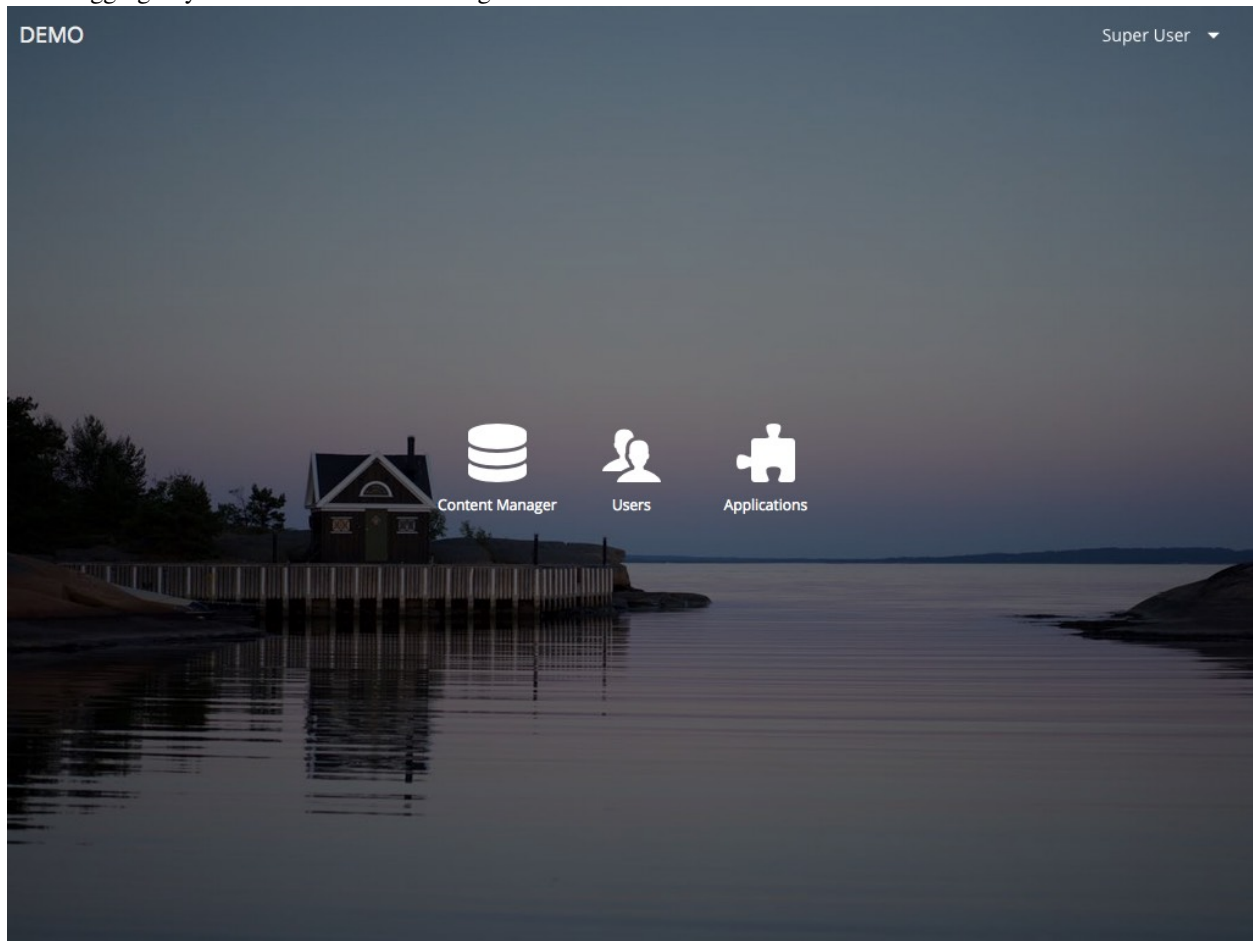 DEMO
Super User
Content Manager
Users
Applications